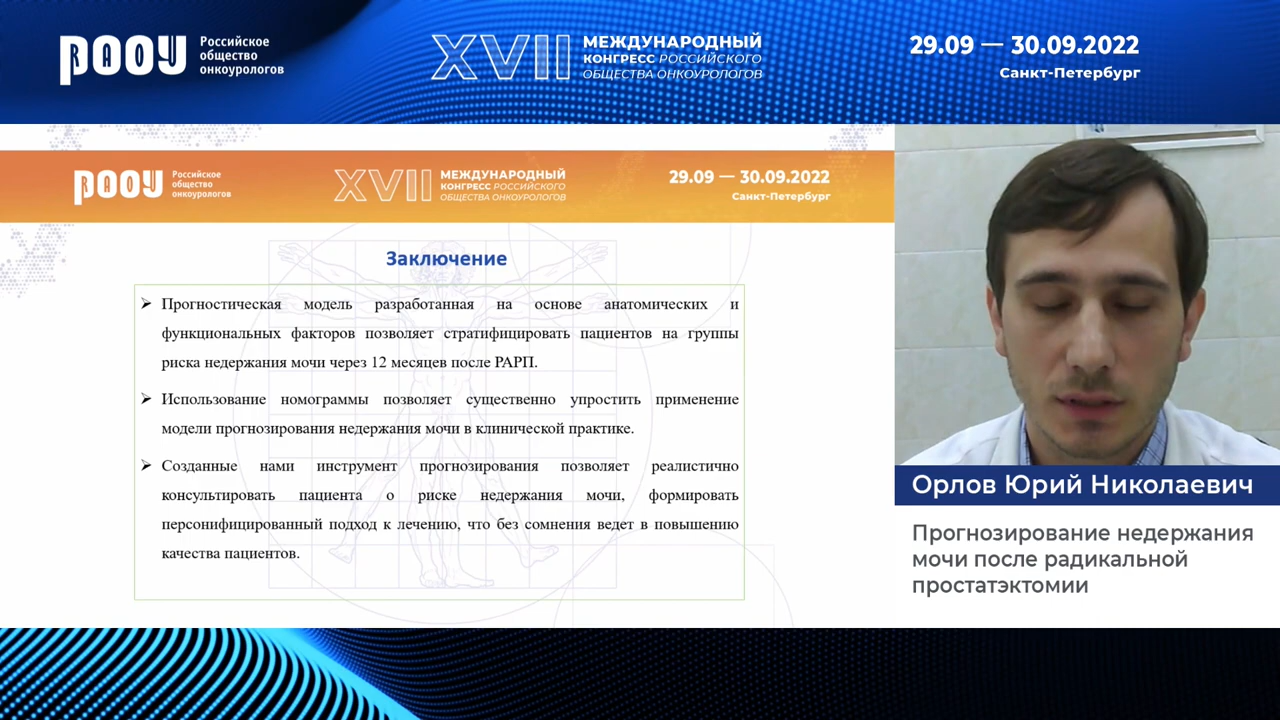 РАОУ
Российское
общество
онкоурологов
XVII
МЕЖДУНАРОДНЫЙ
КОНГРЕСС РОССИЙСКОГО
ОБЩЕСТВА ОНКОУРОЛОГОВ
29.09 — 30.09.2022
Санкт-Петербург
РАОУ
Российское
общество
онкоурологов
XVII
МЕЖДУНАРОДНЫЙ
КОНГРЕСС РОССИЙСКОГО
ОБЩЕСТВА ОНКОУРОЛОГОВ
29.09 — 30.09.2022
Санкт-Петербург
Заключение
➢ Прогностическая модель разработанная на основе анатомических и
функциональных факторов позволяет стратифицировать пациентов на группы
риска недержания мочи через 12 месяцев после РАРП.
➢ Использование номограммы позволяет существенно упростить применение
модели прогнозирования недержания мочи в клинической практике.
➢ Созданные нами инструмент прогнозирования позволяет реалистично
консультировать пациента о риске недержания мочи, формировать
персонифицированный подход к лечению, что без сомнения ведет в повышению
качества пациентов.
Орлов Юрий Николаевич
Прогнозирование недержания
мочи после радикальной
простатэктомии